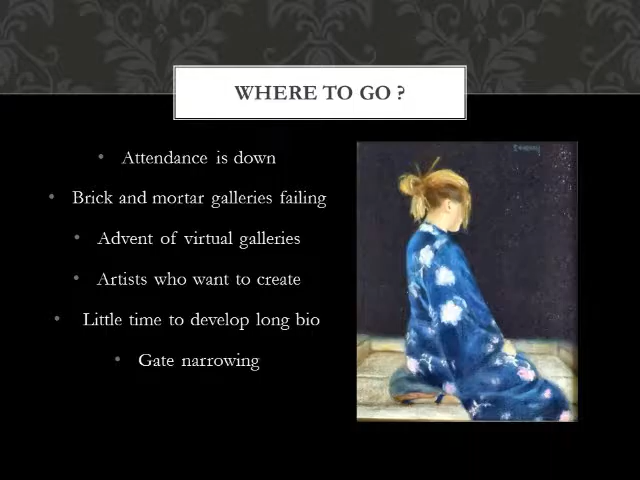 WHERE TO GO ?
• Attendance is down
• Brick and mortar galleries failing
• Advent of virtual galleries
• Artists who want to create
• Little time to develop long bio
• Gate narrowing